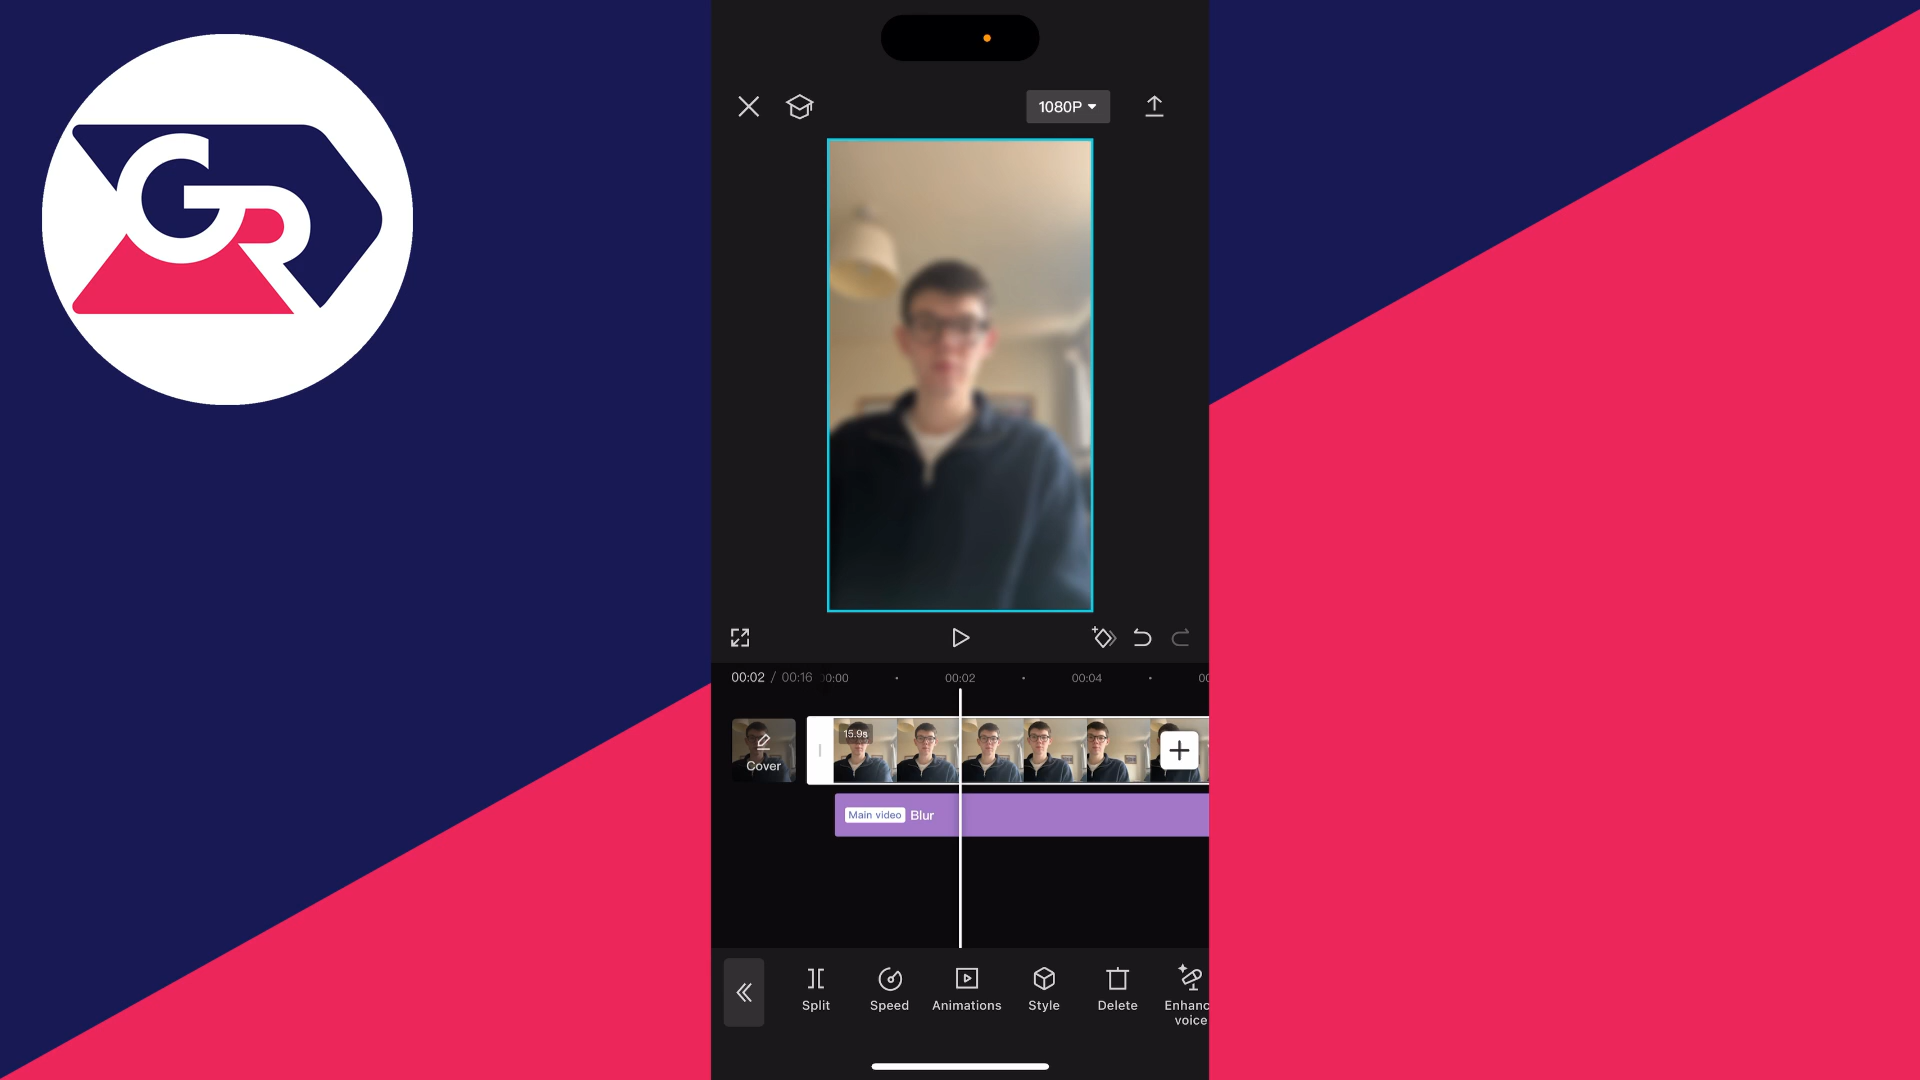 GR
1080P
00:02 / 00:16
00:00
00:02
00:04
15.9s
Cover
Main video Blur
Split
Speed
Animations
Style
Delete
Enhanc
voice